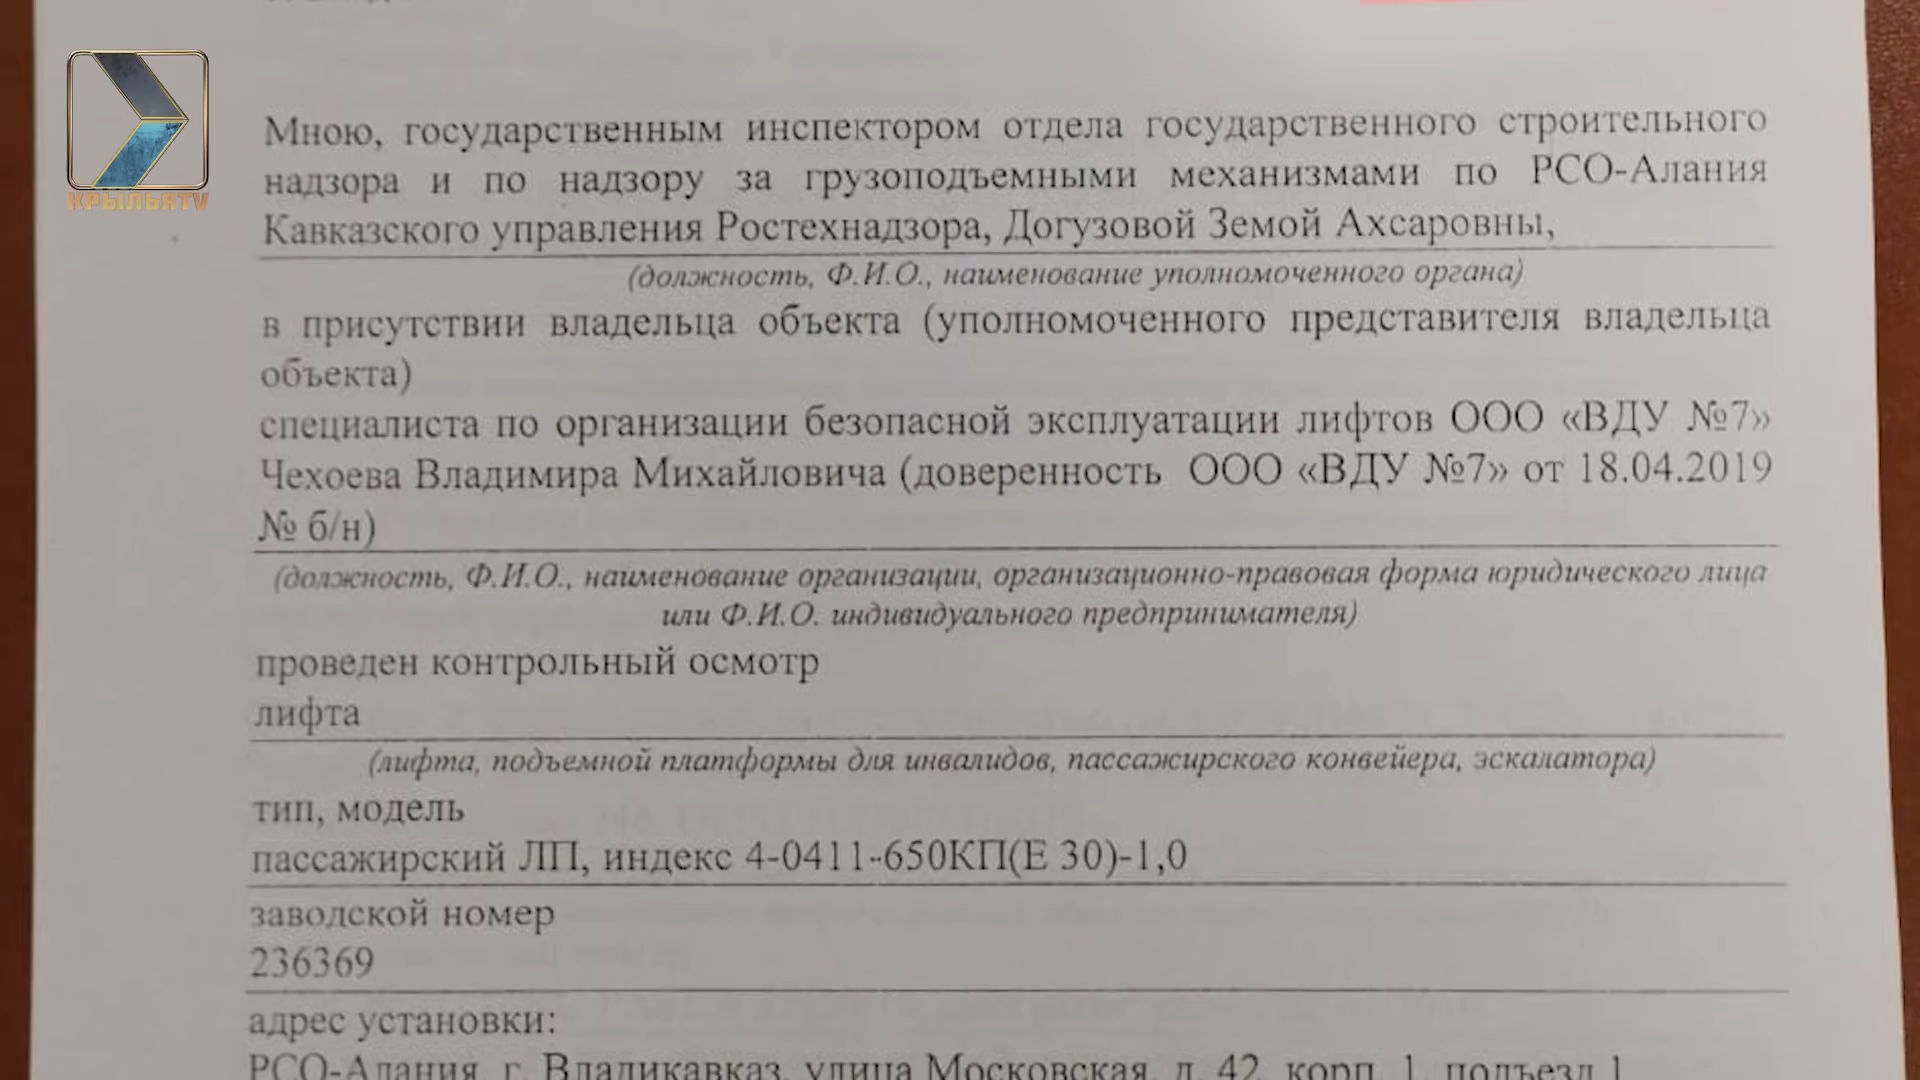 КРЫЛЬЯTV
Мною, государственным инспектором отдела государственного строительного
надзора и по надзору за грузоподъемными механизмами по РСО-Алания
Кавказского управления Ростехнадзора, Догузовой Земой Ахсаровны,
(должность, Ф.И.О., наименование уполномоченного органа)
в присутствии владельца объекта (уполномоченного представителя владельца
объекта)
специалиста по организации безопасной эксплуатации лифтов ООО «ВДУ №7»
Чехоева Владимира Михайловича (доверенность ООО «ВДУ №7» от 18.04.2019
№ б/н)
(должность, Ф.И.О., наименование организации, организационно-правовая форма юридического лица
или Ф.И.О. индивидуального предпринимателя)
проведен контрольный осмотр
лифта
(лифта, подъемной платформы для инвалидов, пассажирского конвейера, эскалатора)
тип, модель
пассажирский ЛП, индекс 4-0411-650КП(Е 30)-1,0
заводской номер
236369
адрес установки:
РСО-Алания, г. Владикавказ, улица Московская, д. 42, корп. 1, подъезд 1